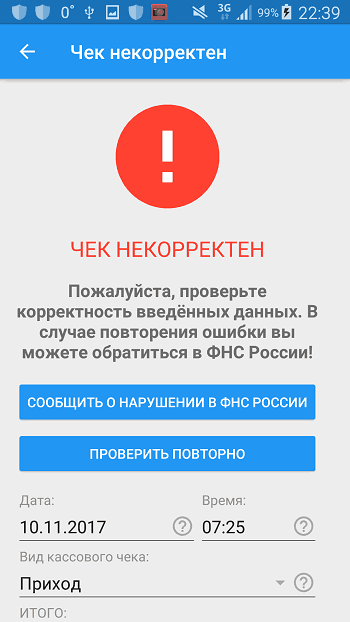 0° 3G 99% 22:39
Чек некорректен
ЧЕК НЕКОРРЕКТЕН
Пожалуйста, проверьте
корректность введённых данных. В
случае повторения ошибки вы
можете обратиться в ФНС России!
СООБЩИТЬ О НАРУШЕНИИ В ФНС РОССИИ
ПРОВЕРИТЬ ПОВТОРНО
Дата: Время:
10.11.2017 07:25
Вид кассового чека:
Приход
ИТОГО: